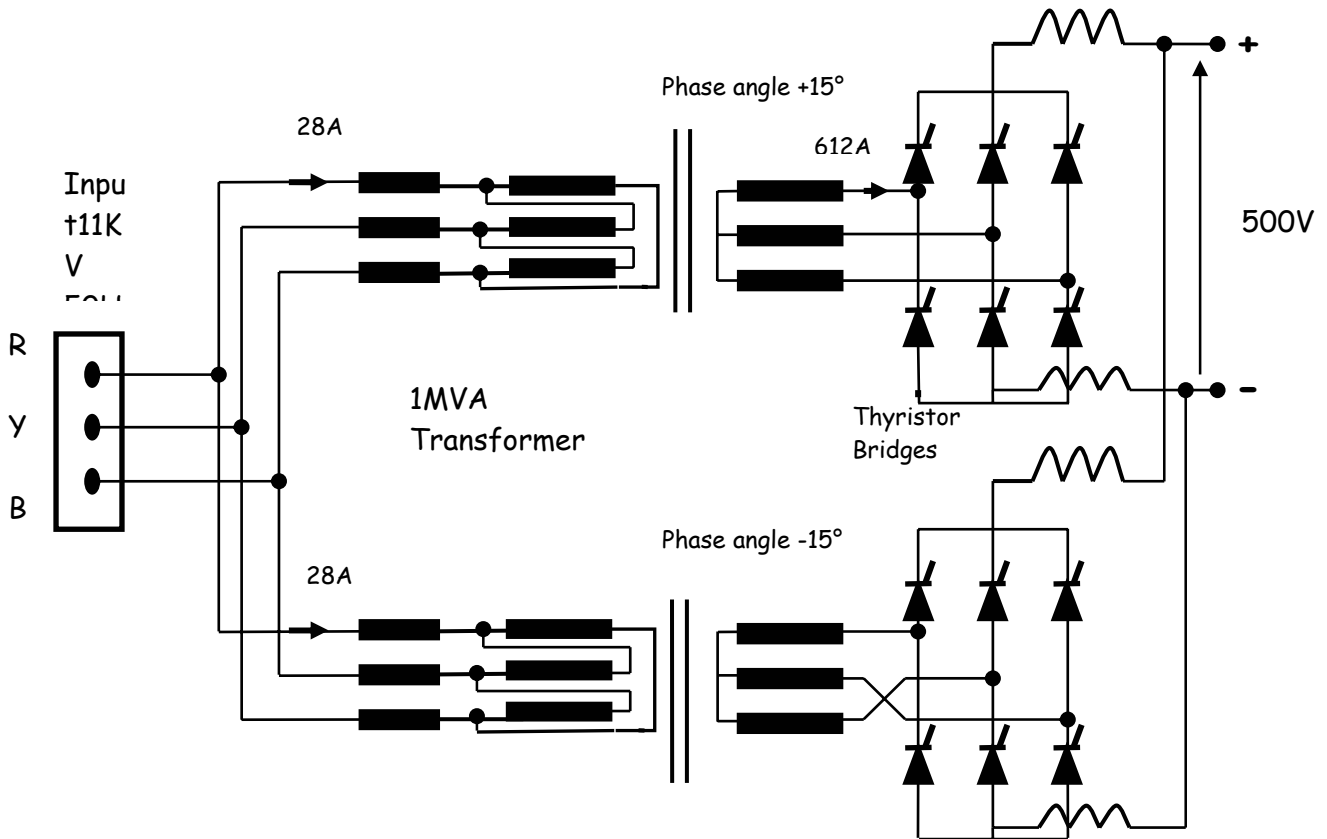 Phase angle +15°
28A
612A
Inpu
t11K
V
+
500V
R
Y
B
1MVA
Transformer
-
Thyristor
Bridges
Phase angle -15°
28A